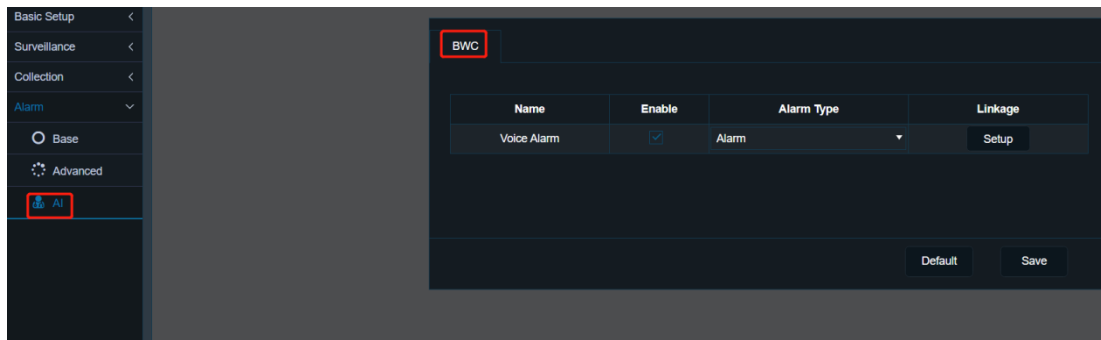 Basic Setup
Surveillance
Collection
Alarm
Base
Advanced
AI
BWC
Name Enable Alarm Type Linkage
Voice Alarm Alarm Setup
Default Save